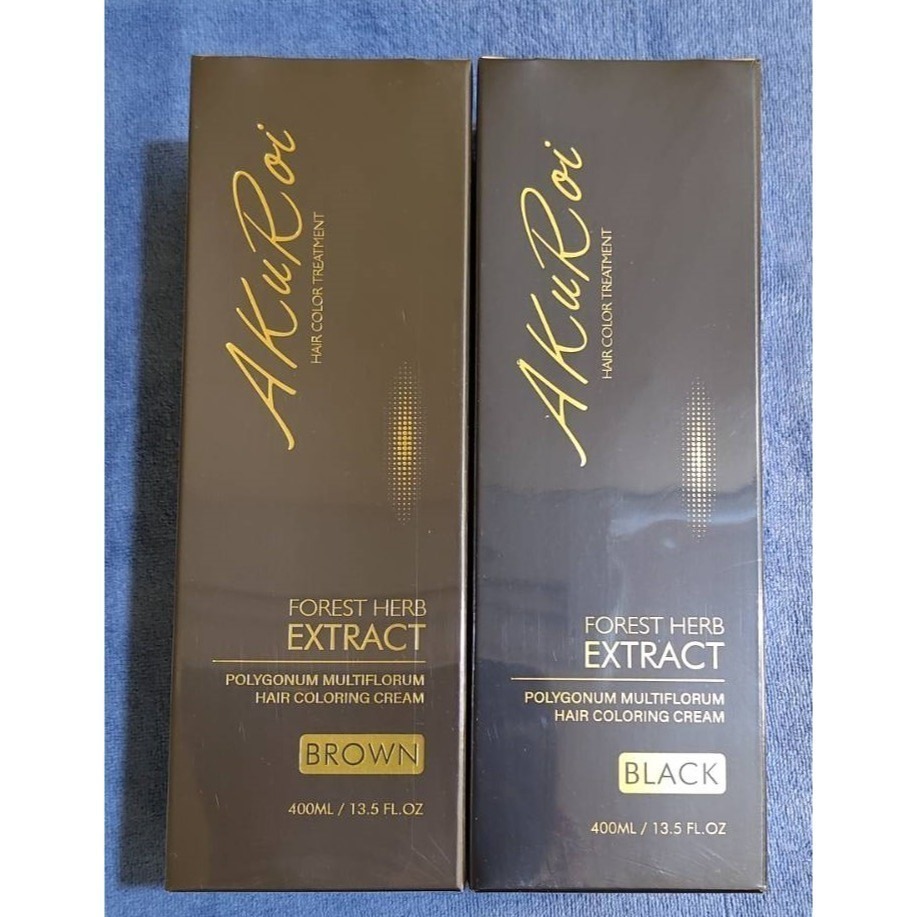 AKuRoi
HAIR COLOR TREATMENT
FOREST HERB
EXTRACT
POLYGONUM MULTIFLORUM
HAIR COLORING CREAM
BROWN
400ML / 13.5 FL.OZ
AKuRoi
HAIR COLOR TREATMENT
FOREST HERB
EXTRACT
POLYGONUM MULTIFLORUM
HAIR COLORING CREAM
BLACK
400ML / 13.5 FL.OZ